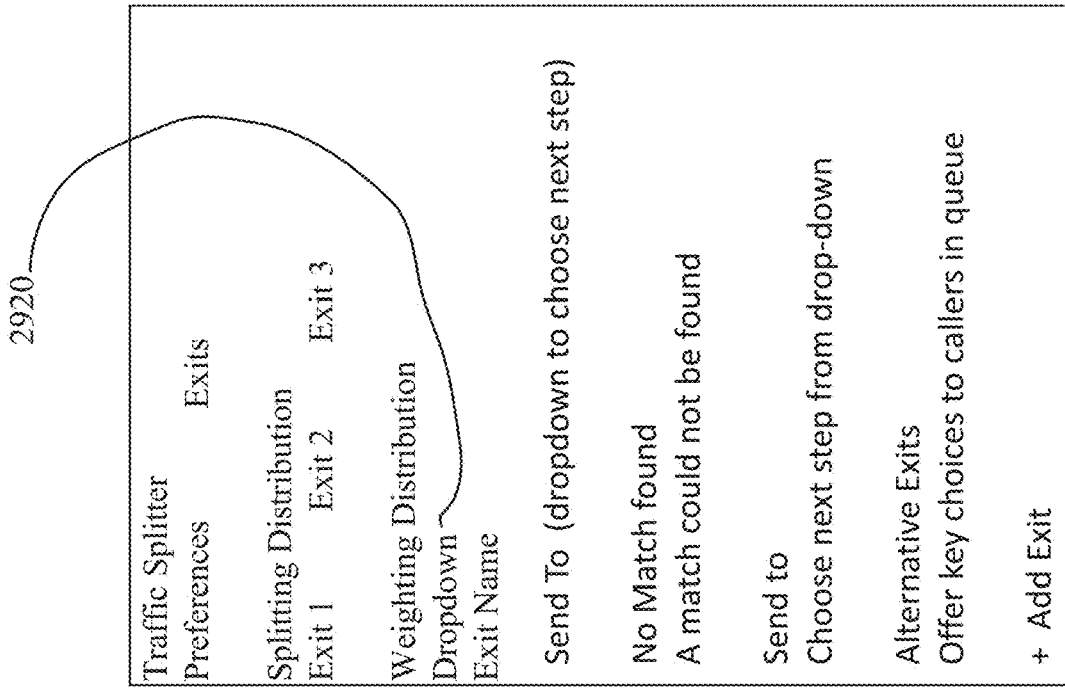 2920
Traffic Splitter
Preferences Exits
Splitting Distribution
Exit 1 Exit 2 Exit 3
Weighting Distribution
Dropdown
Exit Name
Send To (dropdown to choose next step)
No Match found
A match could not be found
Send to
Choose next step from drop-down
Alternative Exits
Offer key choices to callers in queue
+ Add Exit